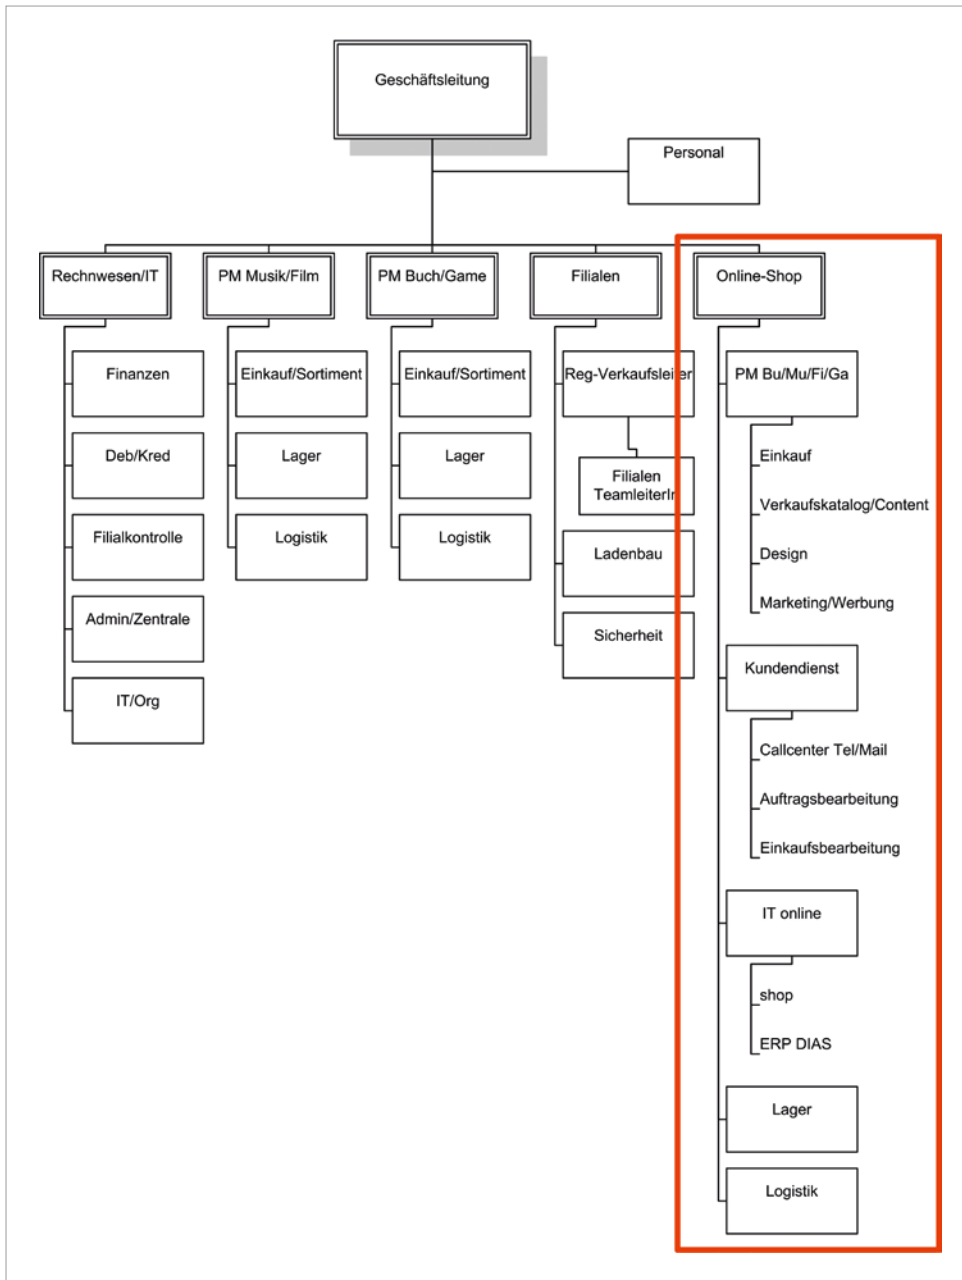 Geschäftsleitung
Personal
Rechnwesen/IT
PM Musik/Film
PM Buch/Game
Filialen
Online-Shop
Finanzen
Deb/Kred
Filialkontrolle
Admin/Zentrale
IT/Org
Einkauf/Sortiment
Lager
Logistik
Einkauf/Sortiment
Lager
Logistik
Reg-Verkaufsleiter
Filialen
TeamleiterIn
Ladenbau
Sicherheit
PM Bu/Mu/Fi/Ga
Einkauf
Verkaufskatalog/Content
Design
Marketing/Werbung
Kundendienst
Callcenter Tel/Mail
Auftragsbearbeitung
Einkaufsbearbeitung
IT online
shop
ERP DIAS
Lager
Logistik